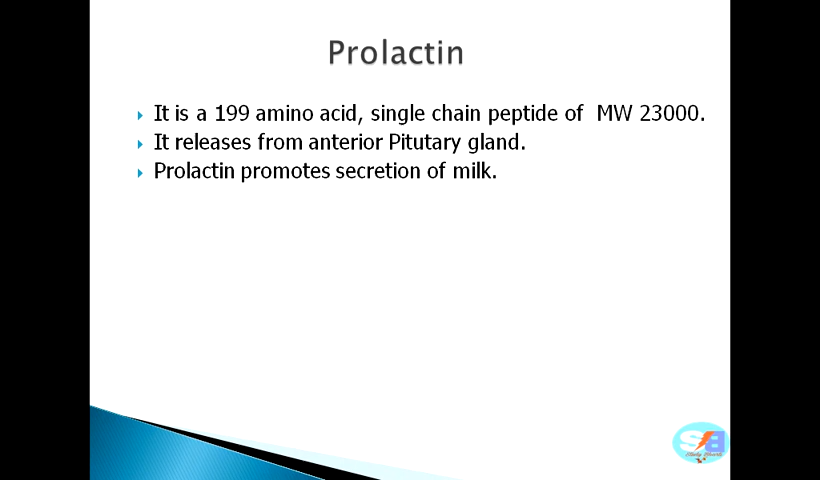 Prolactin
It is a 199 amino acid, single chain peptide of MW 23000.
It releases from anterior Pitutary gland.
Prolactin promotes secretion of milk.